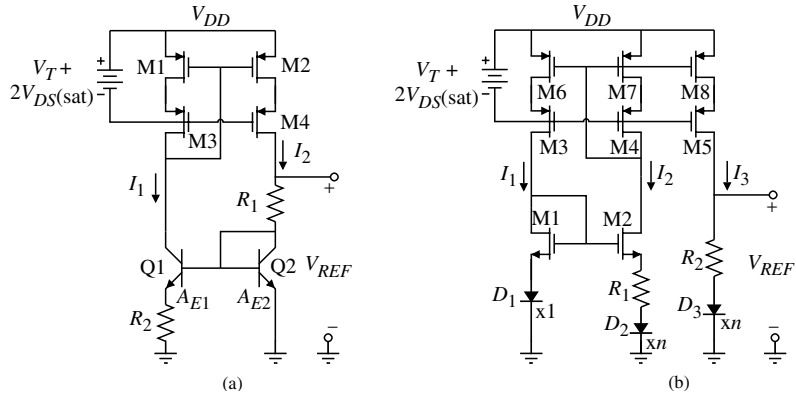 V_DD
V_T +
2V_DS(sat)
+
−
M1
M2
M3
M4
I_1
I_2
+
R_1
Q1
Q2
V_REF
A_E1
A_E2
R_2
−
(a)
V_DD
V_T +
2V_DS(sat)
+
−
M6
M7
M8
M3
M4
M5
I_1
I_2
I_3
+
M1
M2
R_2
V_REF
R_1
D_1
x1
D_2
xn
D_3
xn
−
(b)